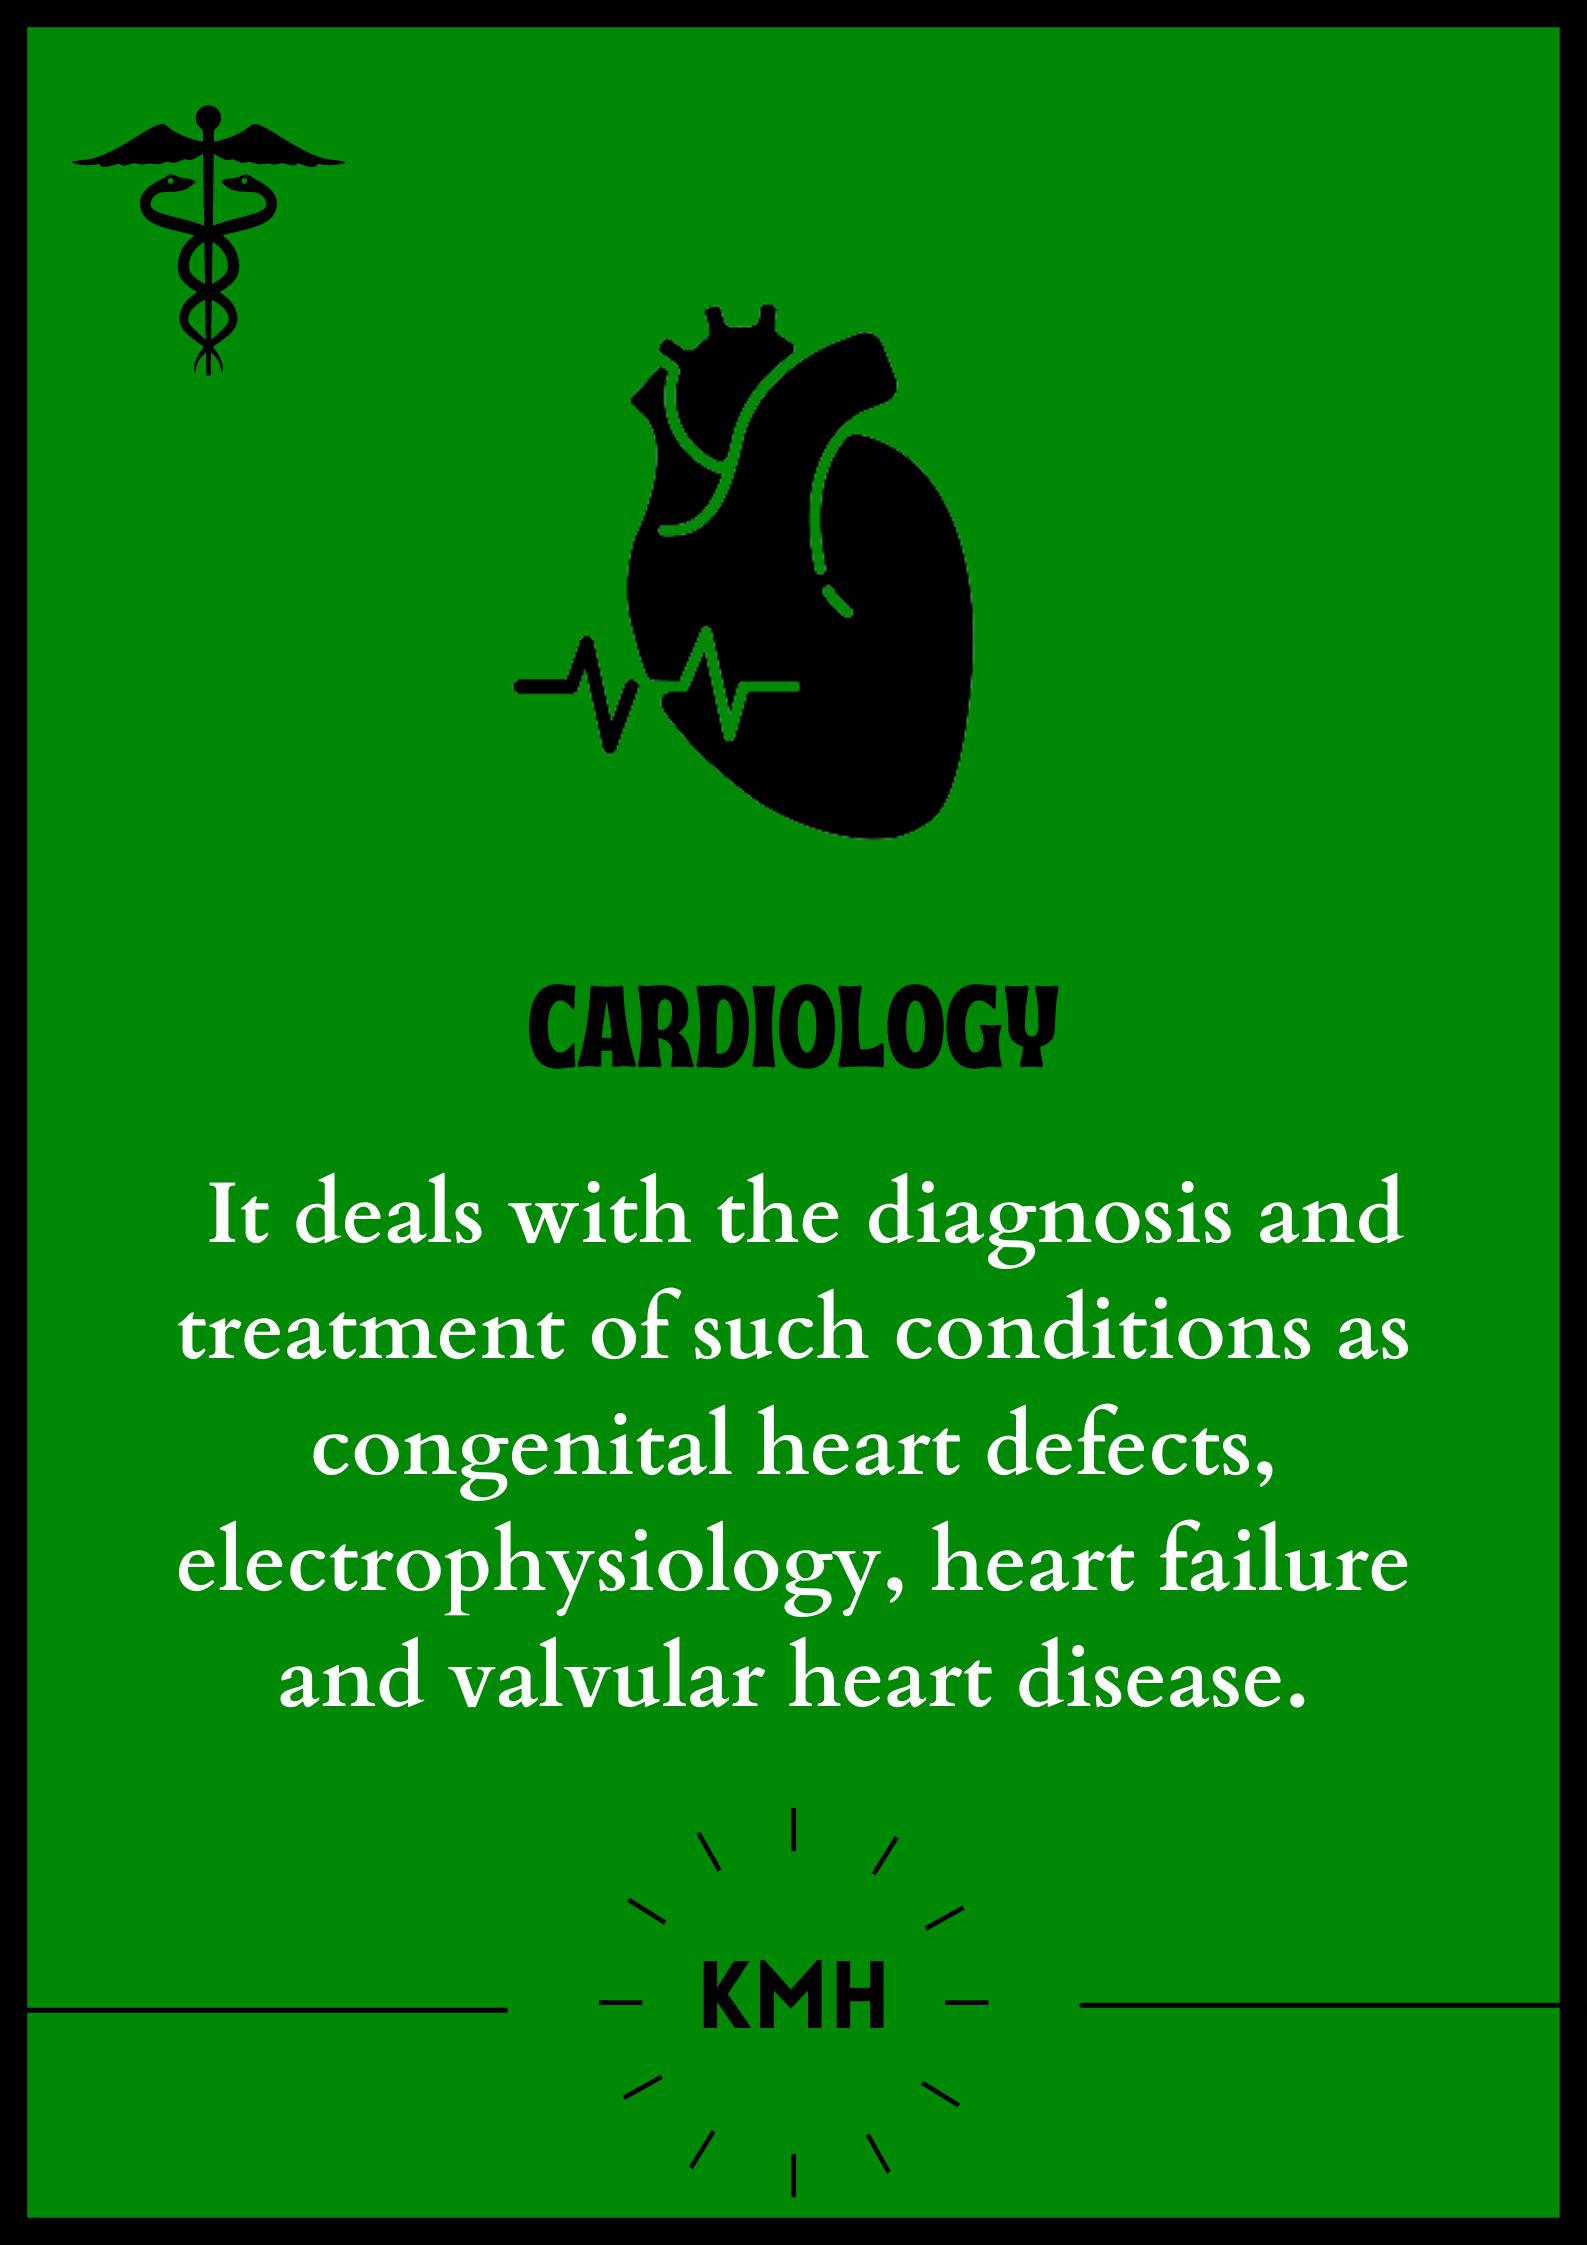 CARDIOLOGY
It deals with the diagnosis and
treatment of such conditions as
congenital heart defects,
electrophysiology, heart failure
and valvular heart disease.
KMH